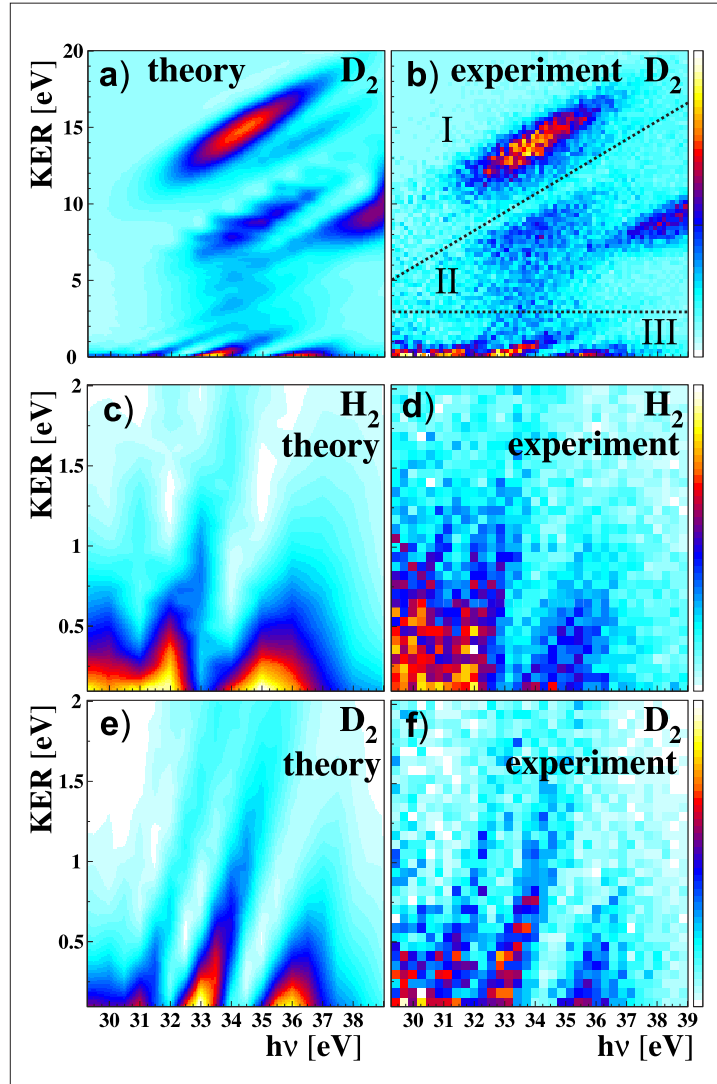 20
15
10
5
0
KER [eV]
a) theory D2
b) experiment D2
I
II
III
2
1.5
1
0.5
KER [eV]
c) H2
theory
d) H2
experiment
2
1.5
1
0.5
KER [eV]
e) D2
theory
f) D2
experiment
30 31 32 33 34 35 36 37 38
hν [eV]
30 31 32 33 34 35 36 37 38 39
hν [eV]